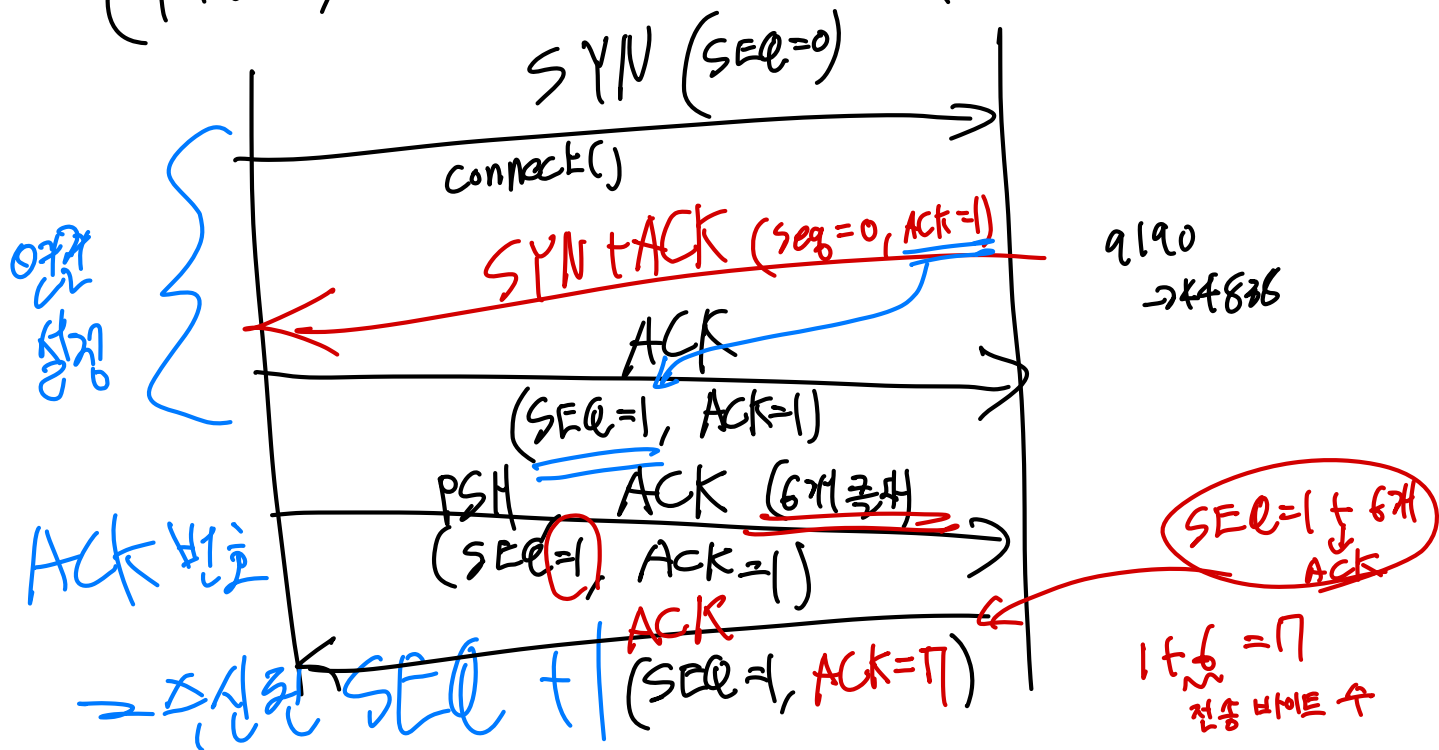 SYN (SEQ=0)
connect()
SYN+ACK (seq=0, ACK=1)
9190
연결
설정
ACK
(SEQ=1, ACK=1)
PSH ACK (6개 글자)
SEQ=1+6개
ACK
(SEQ=1, ACK=1)
ACK 번호
ACK
(SEQ=1, ACK=7)
= 수신된 SEQ +1
1+6=7
전송 바이트 수